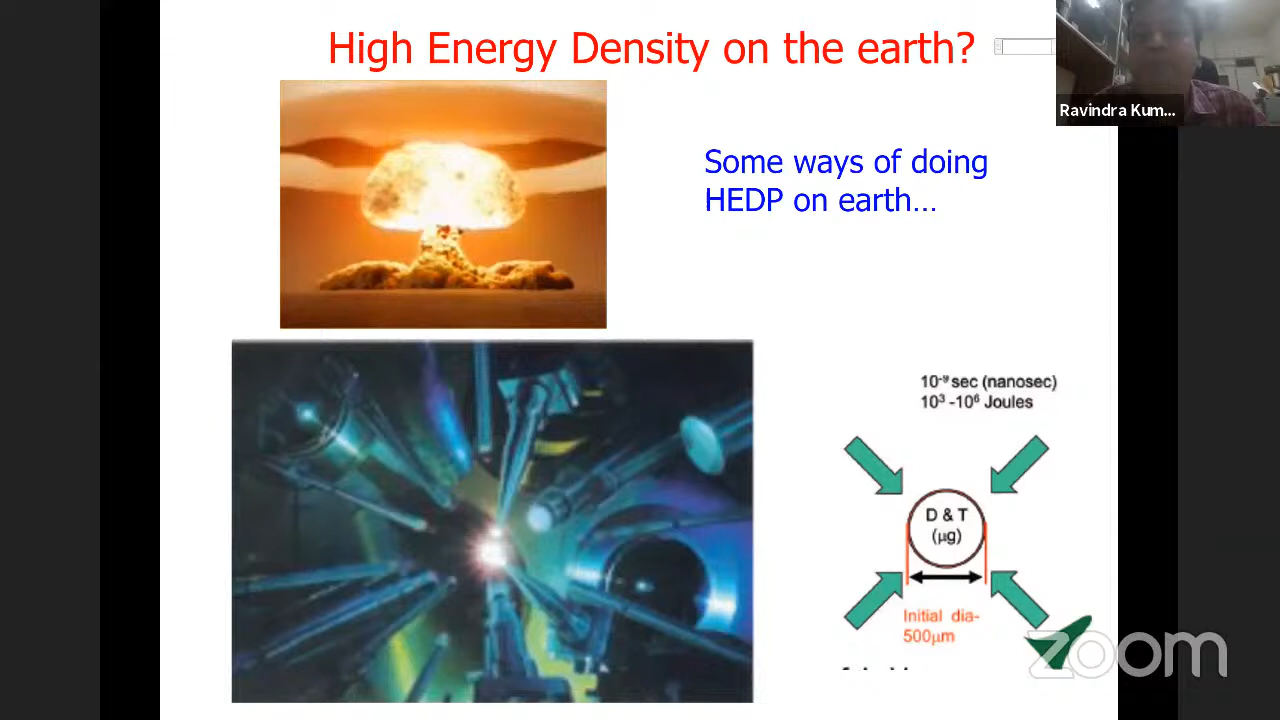 High Energy Density on the earth?
Ravindra Kum...
Some ways of doing
HEDP on earth...
10⁻⁹ sec (nanosec)
10³ -10⁶ Joules
D & T
(μg)
Initial dia-
500μm
zoom